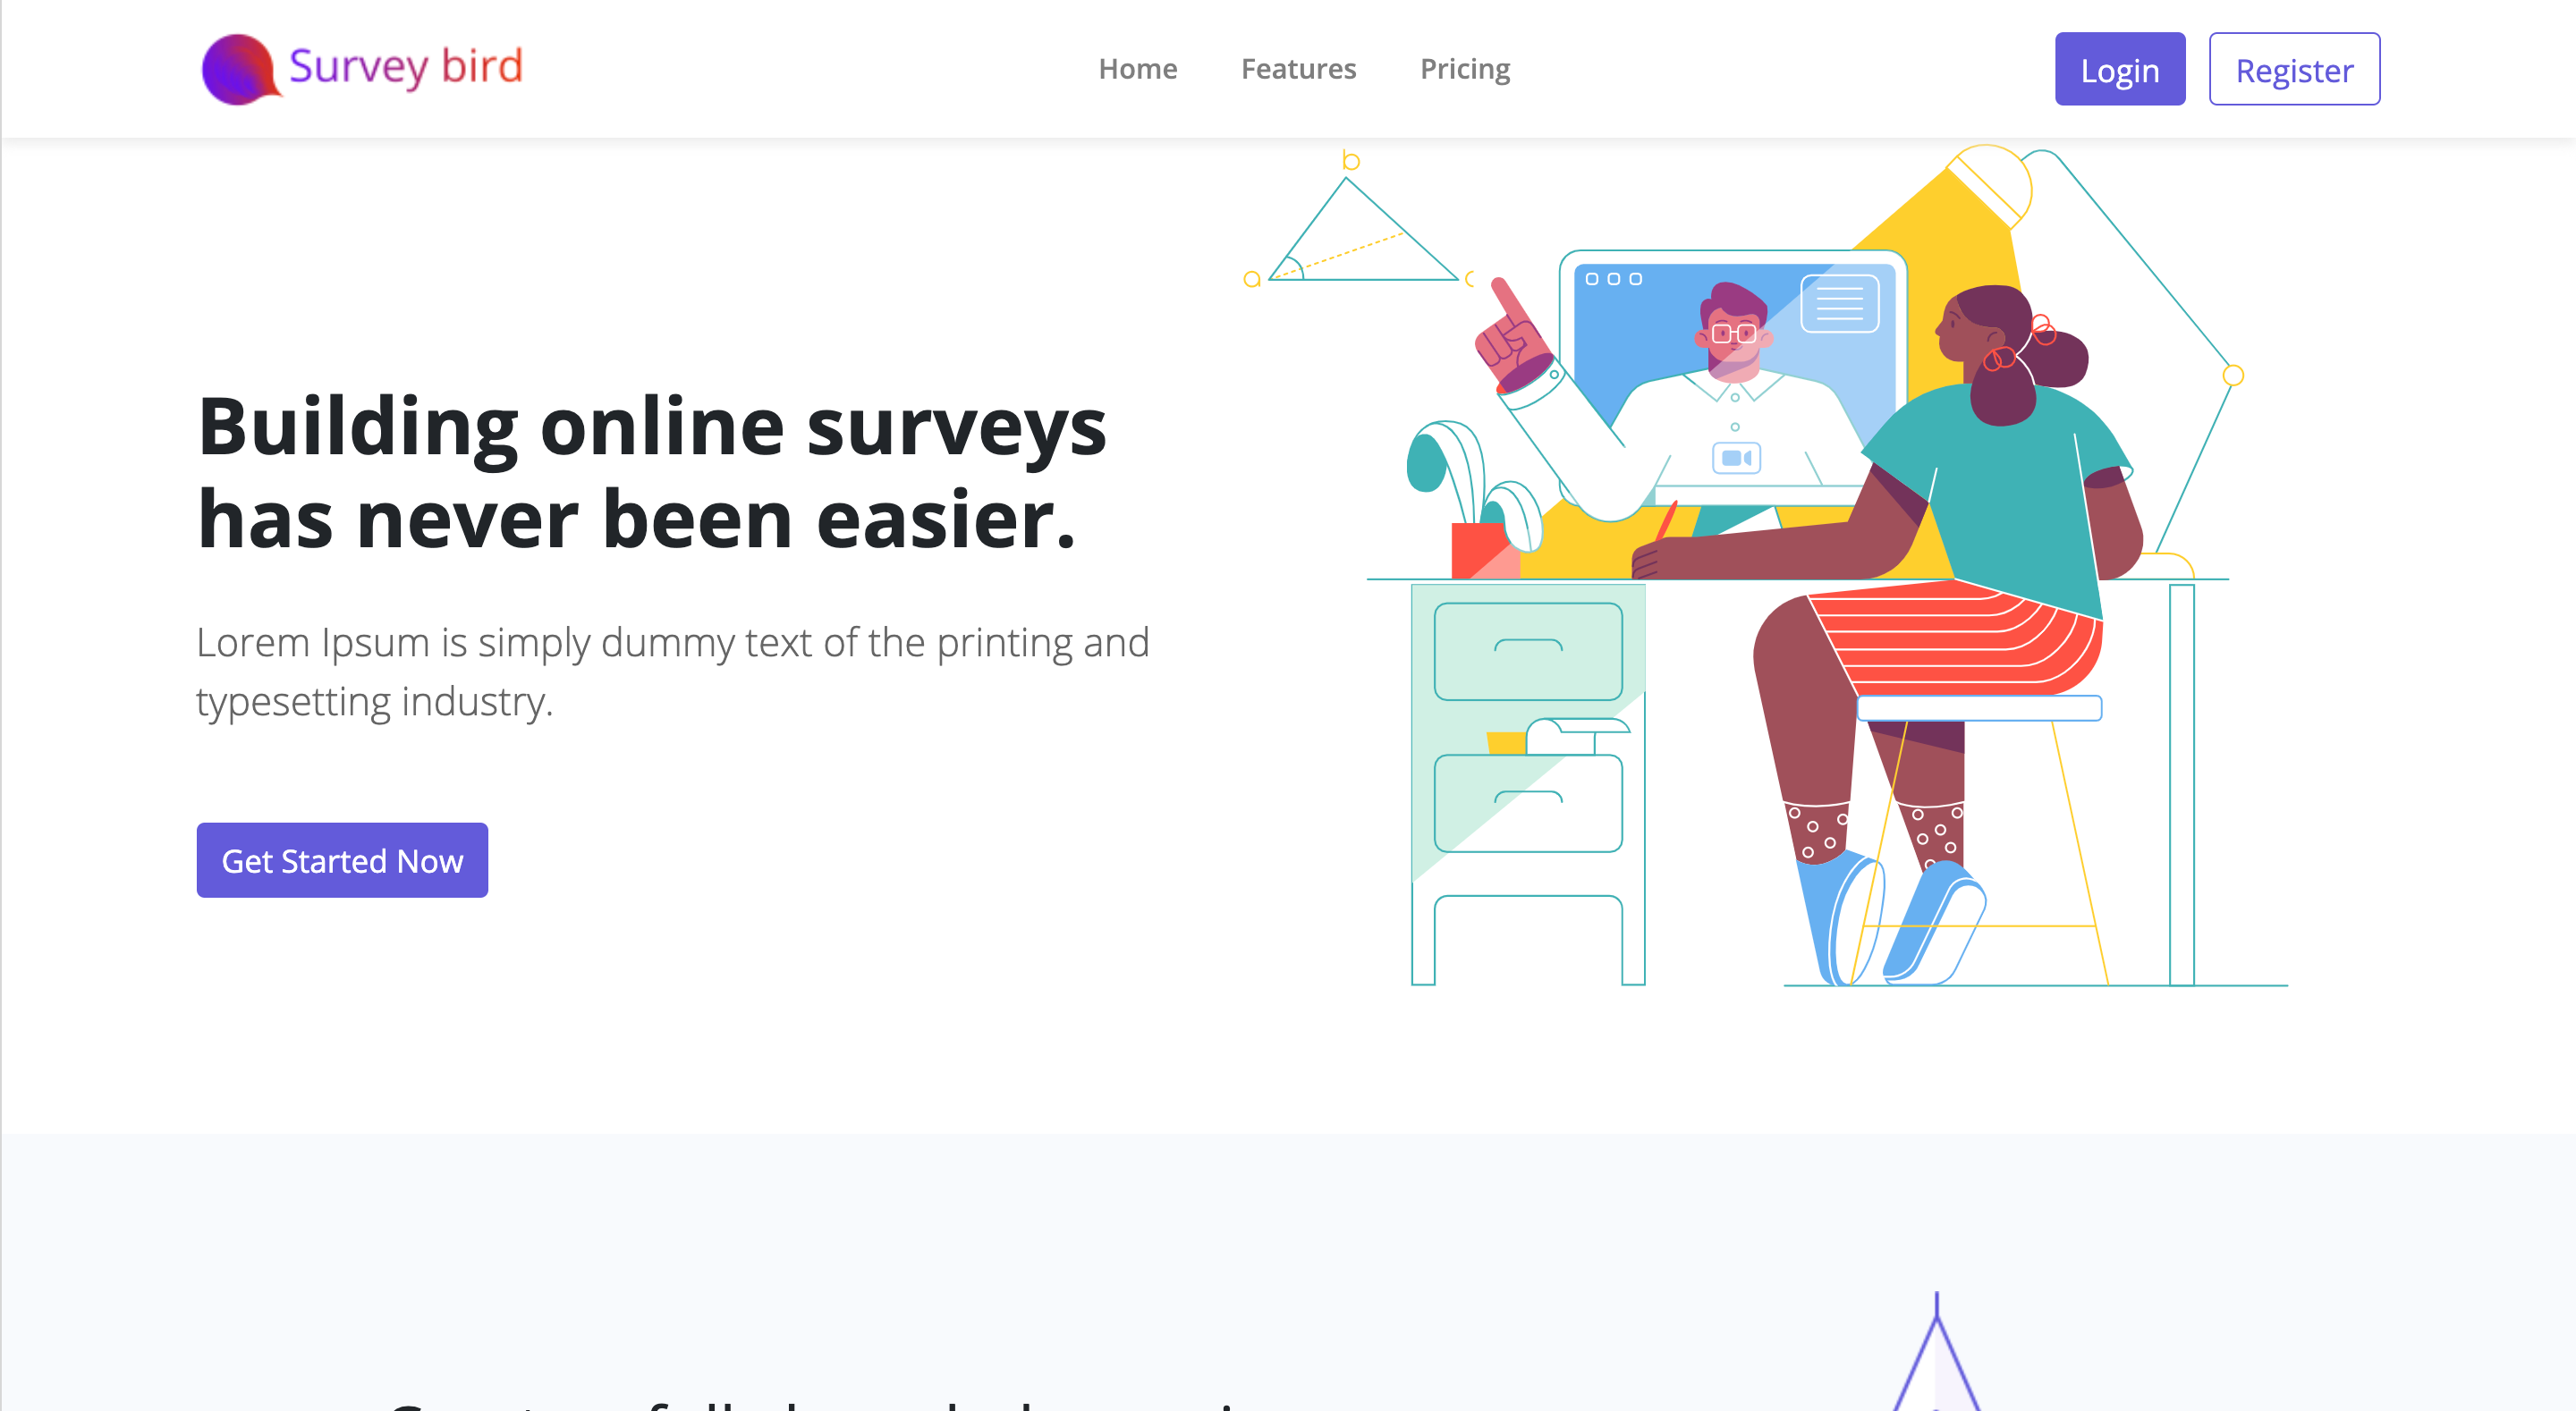 Survey bird
Home
Features
Pricing
Login
Register
b
a
Building online surveys
has never been easier.
Lorem Ipsum is simply dummy text of the printing and
typesetting industry.
Get Started Now